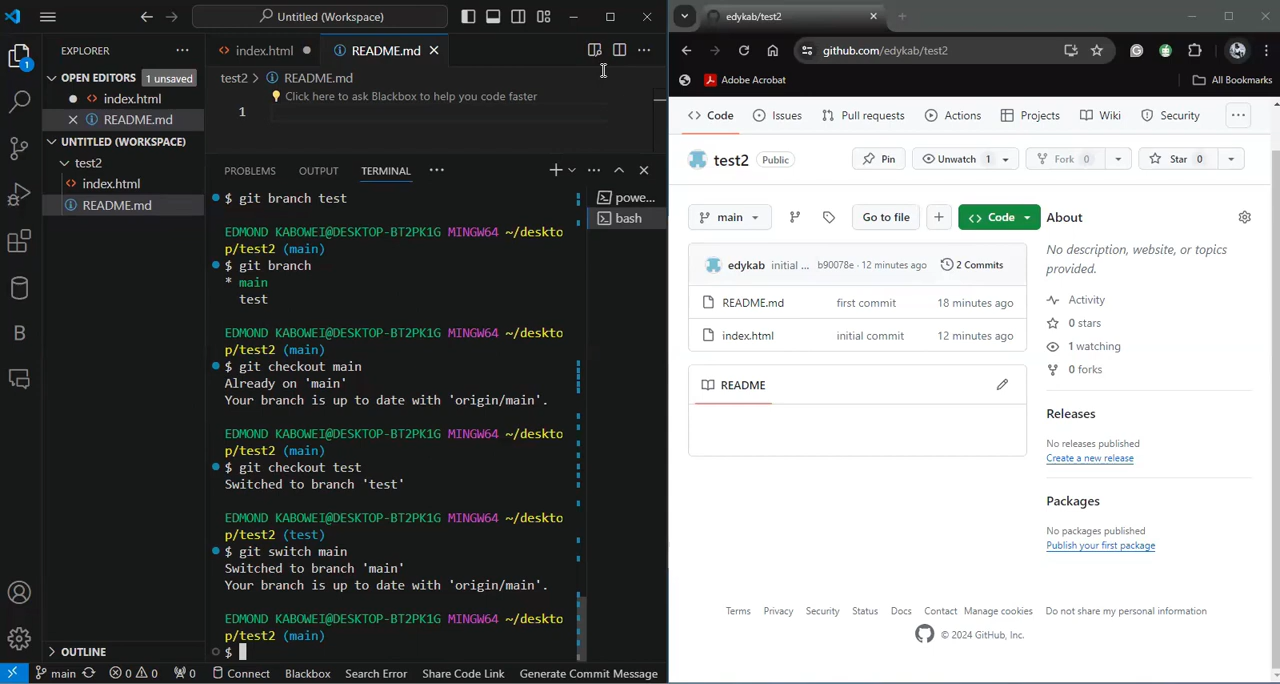 Untitled (Workspace)
EXPLORER
OPEN EDITORS 1 unsaved
index.html
README.md
UNTITLED (WORKSPACE)
test2
index.html
README.md
OUTLINE
1
index.html
README.md
test2 > README.md
Click here to ask Blackbox to help you code faster
1
PROBLEMS OUTPUT TERMINAL
powe...
bash
$ git branch test
EDMOND KABOWEI@DESKTOP-BT2PK1G MINGW64 ~/deskto
p/test2 (main)
$ git branch
* main
test
EDMOND KABOWEI@DESKTOP-BT2PK1G MINGW64 ~/deskto
p/test2 (main)
$ git checkout main
Already on 'main'
Your branch is up to date with 'origin/main'.
EDMOND KABOWEI@DESKTOP-BT2PK1G MINGW64 ~/deskto
p/test2 (main)
$ git checkout test
Switched to branch 'test'
EDMOND KABOWEI@DESKTOP-BT2PK1G MINGW64 ~/deskto
p/test2 (test)
$ git switch main
Switched to branch 'main'
Your branch is up to date with 'origin/main'.
EDMOND KABOWEI@DESKTOP-BT2PK1G MINGW64 ~/deskto
p/test2 (main)
$
main 0 0 0 Connect Blackbox Search Error Share Code Link Generate Commit Message
edykab/test2
github.com/edykab/test2
Adobe Acrobat
All Bookmarks
Code Issues Pull requests Actions Projects Wiki Security
test2 Public
Pin Unwatch 1 Fork 0 Star 0
main Go to file Code
edykab initial ... b90078e · 12 minutes ago 2 Commits
README.md first commit 18 minutes ago
index.html initial commit 12 minutes ago
README
About
No description, website, or topics
provided.
Activity
0 stars
1 watching
0 forks
Releases
No releases published
Create a new release
Packages
No packages published
Publish your first package
Terms Privacy Security Status Docs Contact Manage cookies Do not share my personal information
© 2024 GitHub, Inc.